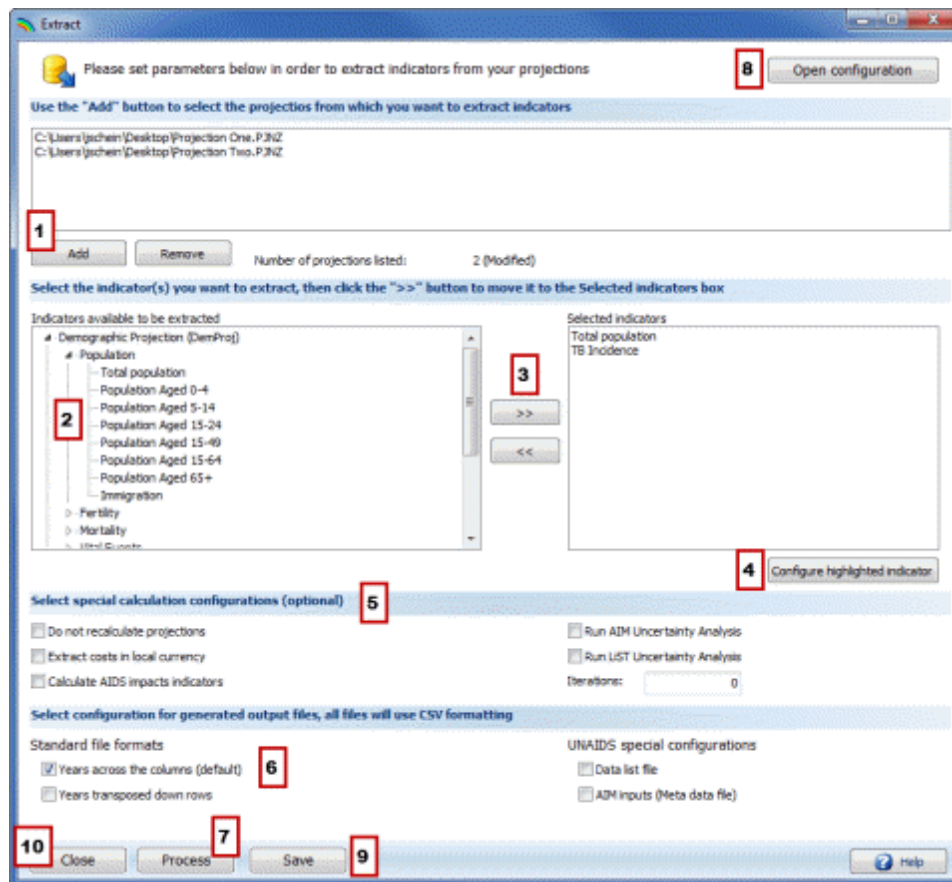 Extract
Please set parameters below in order to extract indicators from your projections
8
Open configuration
Use the "Add" button to select the projectios from which you want to extract indcators
C:\Users\jschein\Desktop\Projection One.PJNZ
C:\Users\jschein\Desktop\Projection Two.PJNZ
1
Add
Remove
Number of projections listed:
2 (Modified)
Select the indicator(s) you want to extract, then click the ">>" button to move it to the Selected indicators box
Indicators available to be extracted
Selected indicators
Demographic Projection (DemProj)
Population
Total population
Population Aged 0-4
Population Aged 5-14
Population Aged 15-24
Population Aged 15-49
Population Aged 15-64
Population Aged 65+
Immigration
Fertility
Mortality
Vital Events
2
3
>>
<<
Total population
TB Incidence
4
Configure highlighted indicator
Select special calculation configurations (optional)
5
Do not recalculate projections
Run AIM Uncertainty Analysis
Extract costs in local currency
Run LiST Uncertainty Analysis
Calculate AIDS impacts indicators
Iterations:
0
Select configuration for generated output files, all files will use CSV formatting
Standard file formats
UNAIDS special configurations
Years across the columns (default)
6
Data list file
Years transposed down rows
AIM inputs (Meta data file)
10
Close
7
Process
Save
9
Help